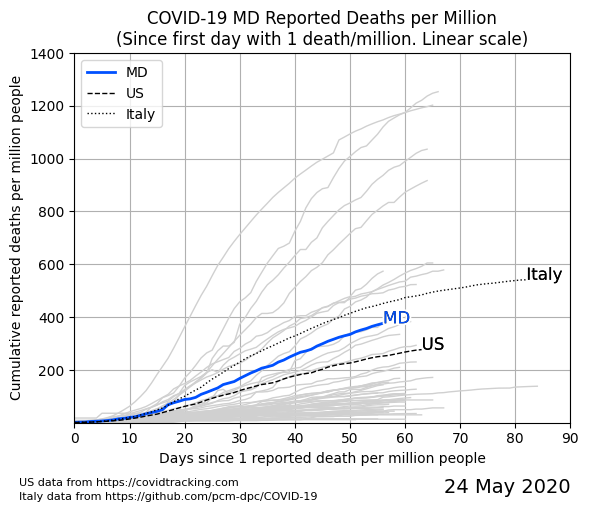 COVID-19 MD Reported Deaths per Million
(Since first day with 1 death/million. Linear scale)
Cumulative reported deaths per million people
1400
1200
1000
800
600
400
200
MD
US
Italy
Italy
MD
US
0 10 20 30 40 50 60 70 80 90
Days since 1 reported death per million people
US data from https://covidtracking.com
Italy data from https://github.com/pcm-dpc/COVID-19
24 May 2020